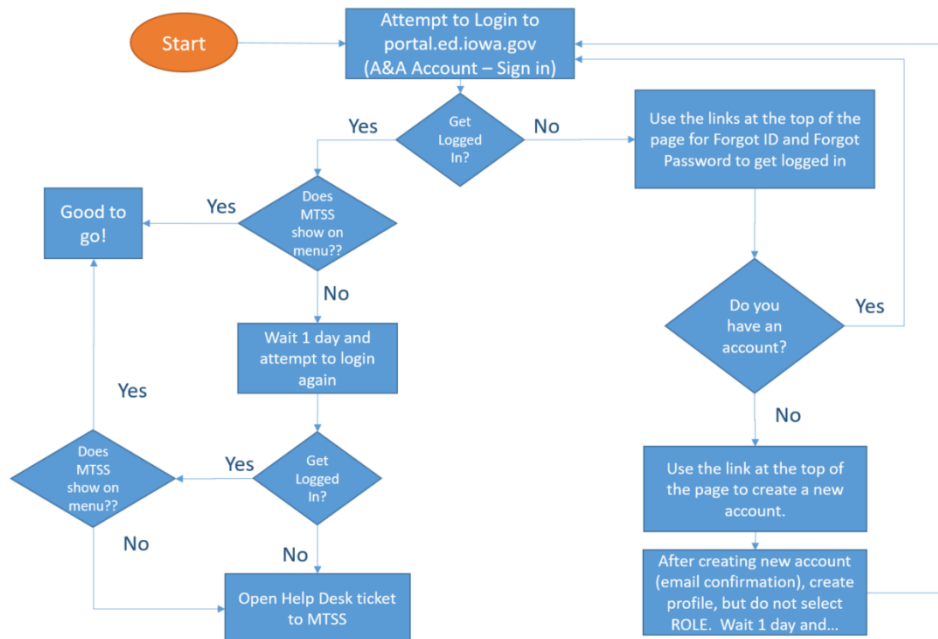 Start
Attempt to Login to
portal.ed.iowa.gov
(A&A Account – Sign in)
Get
Logged
In?
Yes
No
Use the links at the top of the
page for Forgot ID and Forgot
Password to get logged in
Does
MTSS
show on
menu??
Yes
Good to
go!
No
Wait 1 day and
attempt to login
again
Do you
have an
account?
Yes
No
Get
Logged
In?
Yes
Does
MTSS
show on
menu??
Yes
No
No
Open Help Desk ticket
to MTSS
Use the link at the top of
the page to create a new
account.
After creating new account
(email confirmation), create
profile, but do not select
ROLE. Wait 1 day and…